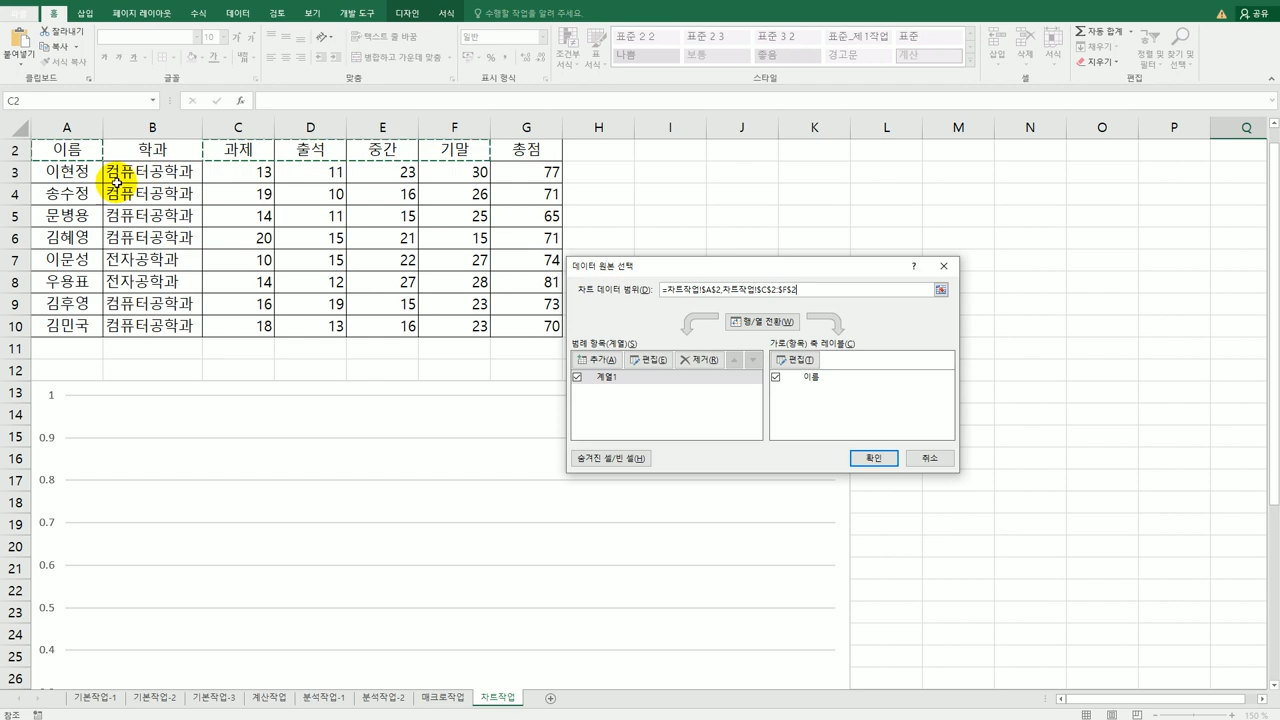 파일 홈 삽입 페이지 레이아웃 수식 데이터 검토 보기 개발 도구 디자인 서식 수행할 작업을 알려 주세요. 공유
붙여넣기 잘라내기 복사 서식 복사 클립보드
10 가 가 가 가 가 글꼴
텍스트 줄 바꿈 병합하고 가운데 맞춤 맞춤
일반 % 표시 형식
조건부 서식 표 서식
표준 2 2 표준 2 3 표준 3 2 표준_제1작업 표준
나쁨 보통 좋음 경고문 계산
스타일
삽입 삭제 서식 셀
자동 합계 채우기 지우기 정렬 및 필터 찾기 및 선택 편집
C2 fx
A B C D E F G H I J K L M N O P Q
2 이름 학과 과제 출석 중간 기말 총점
3 이현정 컴퓨터공학과 13 11 23 30 77
4 송수정 컴퓨터공학과 19 10 16 26 71
5 문병용 컴퓨터공학과 14 11 15 25 65
6 김혜영 컴퓨터공학과 20 15 21 15 71
7 이문성 전자공학과 10 15 22 27 74
8 우용표 전자공학과 14 12 27 28 81
9 김후영 컴퓨터공학과 16 19 15 23 73
10 김민국 컴퓨터공학과 18 13 16 23 70
11
12
13
14
15
16
17
18
19
20
21
22
23
24
25
26
1
0.9
0.8
0.7
0.6
0.5
0.4
데이터 원본 선택 ?
차트 데이터 범위(D): =차트작업!$A$2,차트작업!$C$2:$F$2
행/열 전환(W)
범례 항목(계열)(S) 가로(항목) 축 레이블(C)
추가(A) 편집(E) 제거(R) 편집(T)
계열1 이름
숨겨진 셀/빈 셀(H) 확인 취소
기본작업-1 기본작업-2 기본작업-3 계산작업 분석작업-1 분석작업-2 매크로작업 차트작업
참조 150 %